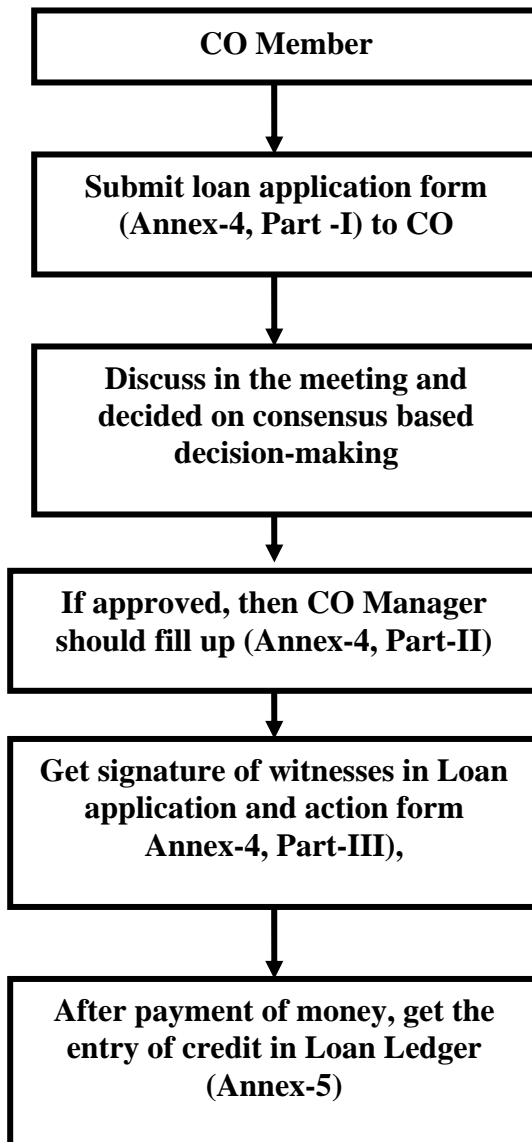 CO Member
Submit loan application form
(Annex-4, Part -I) to CO
Discuss in the meeting and
decided on consensus based
decision-making
If approved, then CO Manager
should fill up (Annex-4, Part-II)
Get signature of witnesses in Loan
application and action form
Annex-4, Part-III),
After payment of money, get the
entry of credit in Loan Ledger
(Annex-5)